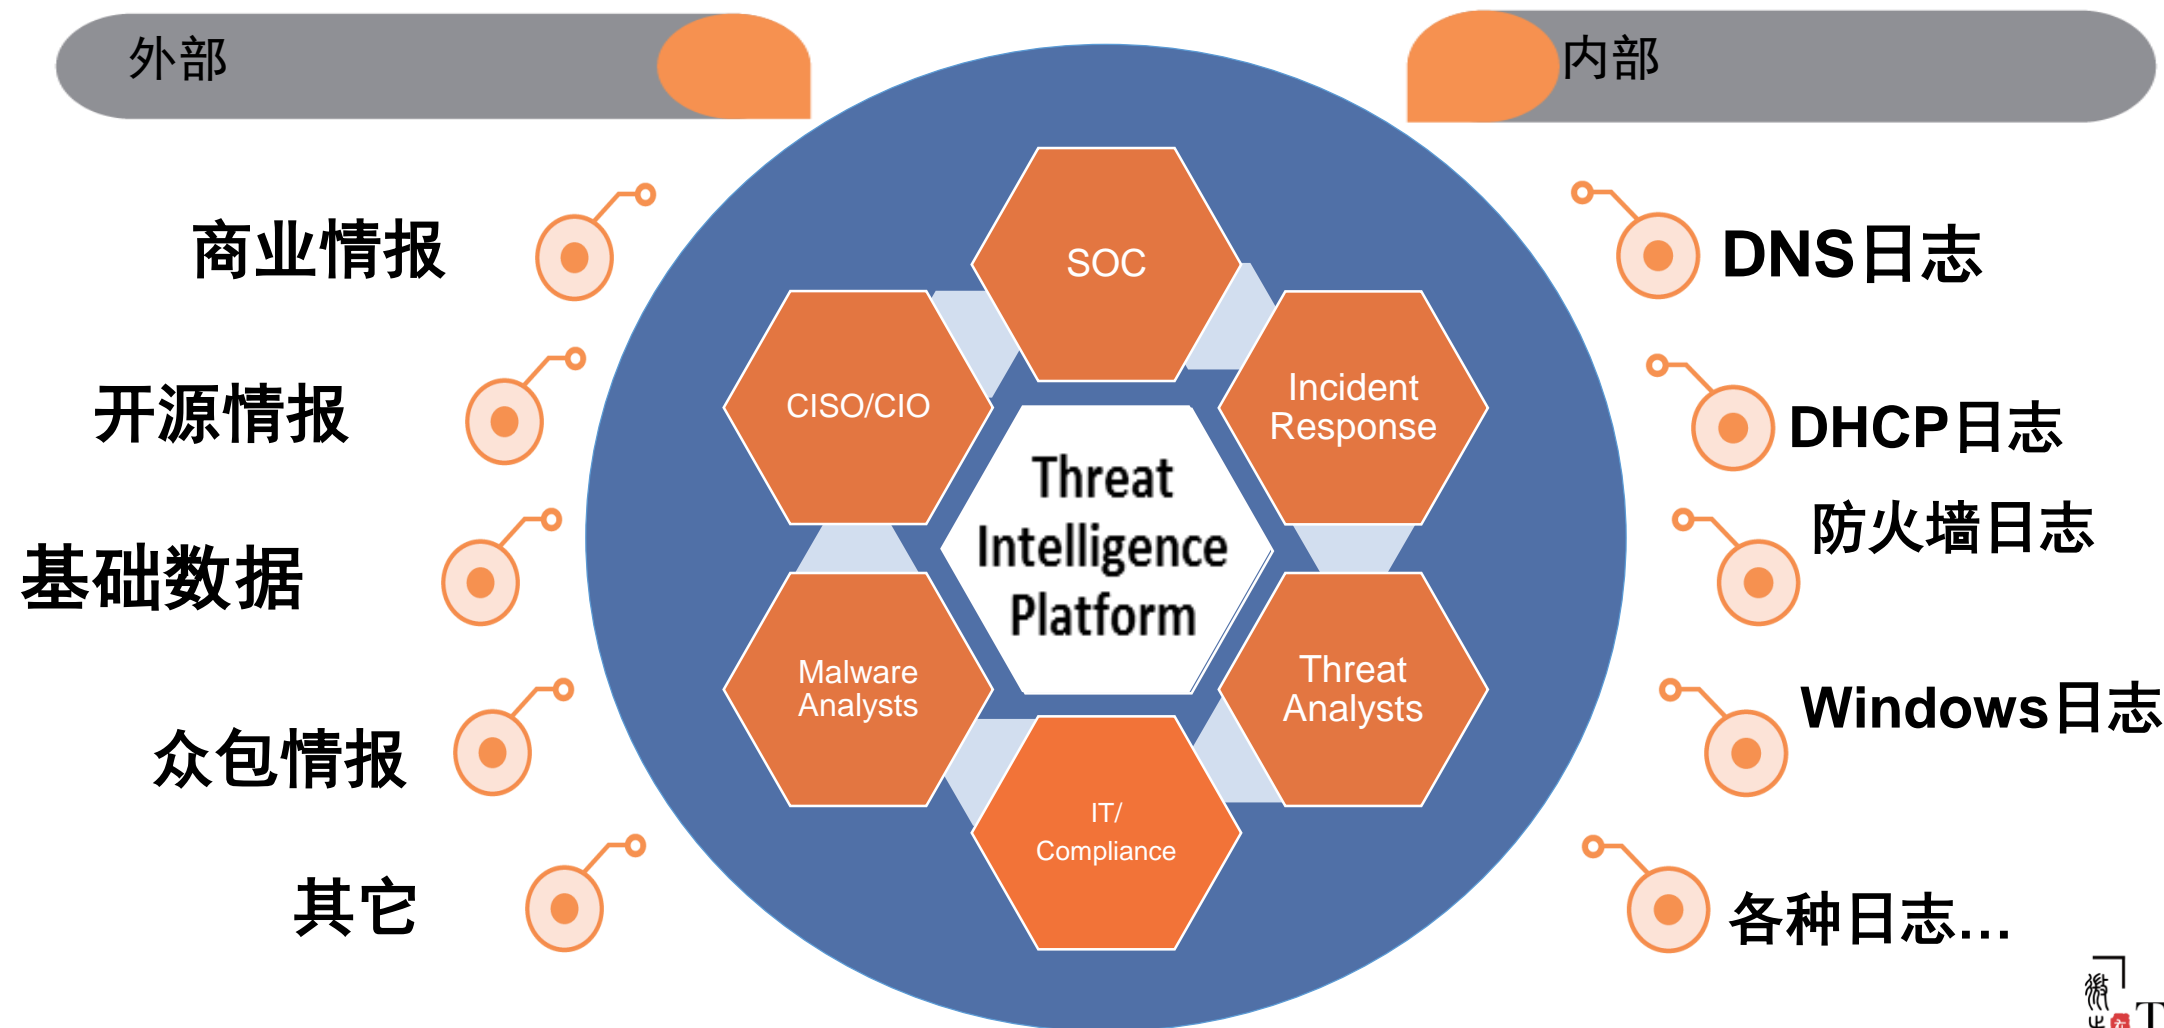 外部
内部
商业情报
开源情报
基础数据
众包情报
其它
SOC
CISO/CIO
Incident
Response
Threat
Intelligence
Platform
Malware
Analysts
Threat
Analysts
IT/
Compliance
DNS日志
DHCP日志
防火墙日志
Windows日志
各种日志...